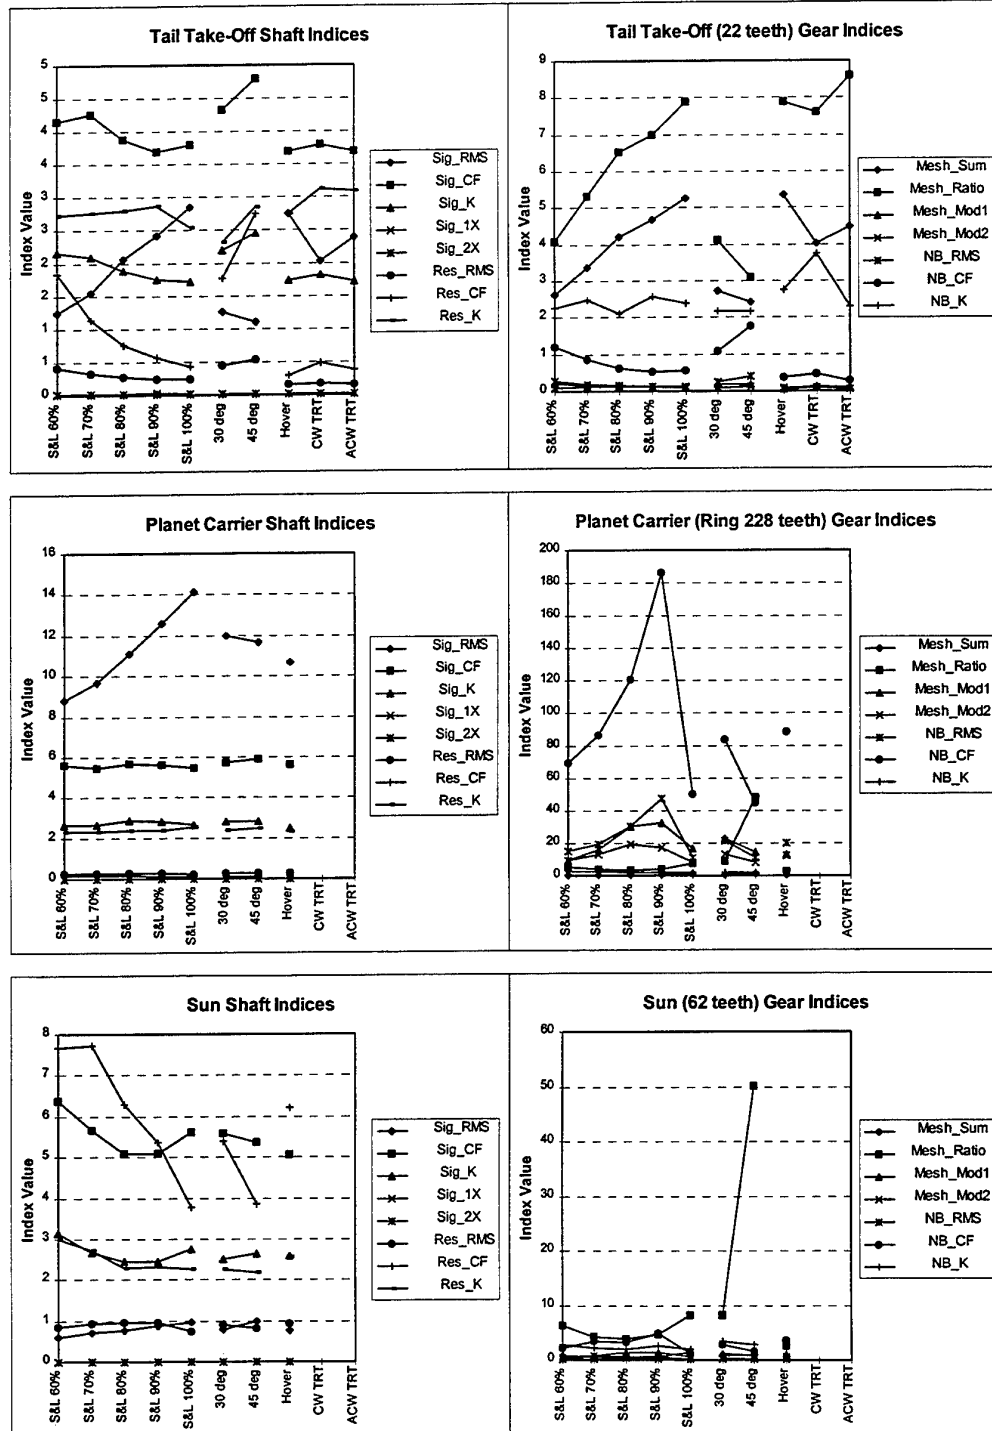 Tail Take-Off Shaft Indices
Index Value
5
5
4
4
3
3
2
2
1
1
0
S&L 60%
S&L 70%
S&L 80%
S&L 90%
S&L 100%
30 deg
45 deg
Hover
CW TRT
ACW TRT
Sig_RMS
Sig_CF
Sig_K
Sig_1X
Sig_2X
Res_RMS
Res_CF
Res_K
Tail Take-Off (22 teeth) Gear Indices
Index Value
9
8
7
6
5
4
3
2
1
0
S&L 60%
S&L 70%
S&L 80%
S&L 90%
S&L 100%
30 deg
45 deg
Hover
CW TRT
ACW TRT
Mesh_Sum
Mesh_Ratio
Mesh_Mod1
Mesh_Mod2
NB_RMS
NB_CF
NB_K
Planet Carrier Shaft Indices
Index Value
16
14
12
10
8
6
4
2
0
S&L 60%
S&L 70%
S&L 80%
S&L 90%
S&L 100%
30 deg
45 deg
Hover
CW TRT
ACW TRT
Sig_RMS
Sig_CF
Sig_K
Sig_1X
Sig_2X
Res_RMS
Res_CF
Res_K
Planet Carrier (Ring 228 teeth) Gear Indices
Index Value
200
180
160
140
120
100
80
60
40
20
0
S&L 60%
S&L 70%
S&L 80%
S&L 90%
S&L 100%
30 deg
45 deg
Hover
CW TRT
ACW TRT
Mesh_Sum
Mesh_Ratio
Mesh_Mod1
Mesh_Mod2
NB_RMS
NB_CF
NB_K
Sun Shaft Indices
Index Value
8
7
6
5
4
3
2
1
0
S&L 60%
S&L 70%
S&L 80%
S&L 90%
S&L 100%
30 deg
45 deg
Hover
CW TRT
ACW TRT
Sig_RMS
Sig_CF
Sig_K
Sig_1X
Sig_2X
Res_RMS
Res_CF
Res_K
Sun (62 teeth) Gear Indices
Index Value
60
50
40
30
20
10
0
S&L 60%
S&L 70%
S&L 80%
S&L 90%
S&L 100%
30 deg
45 deg
Hover
CW TRT
ACW TRT
Mesh_Sum
Mesh_Ratio
Mesh_Mod1
Mesh_Mod2
NB_RMS
NB_CF
NB_K